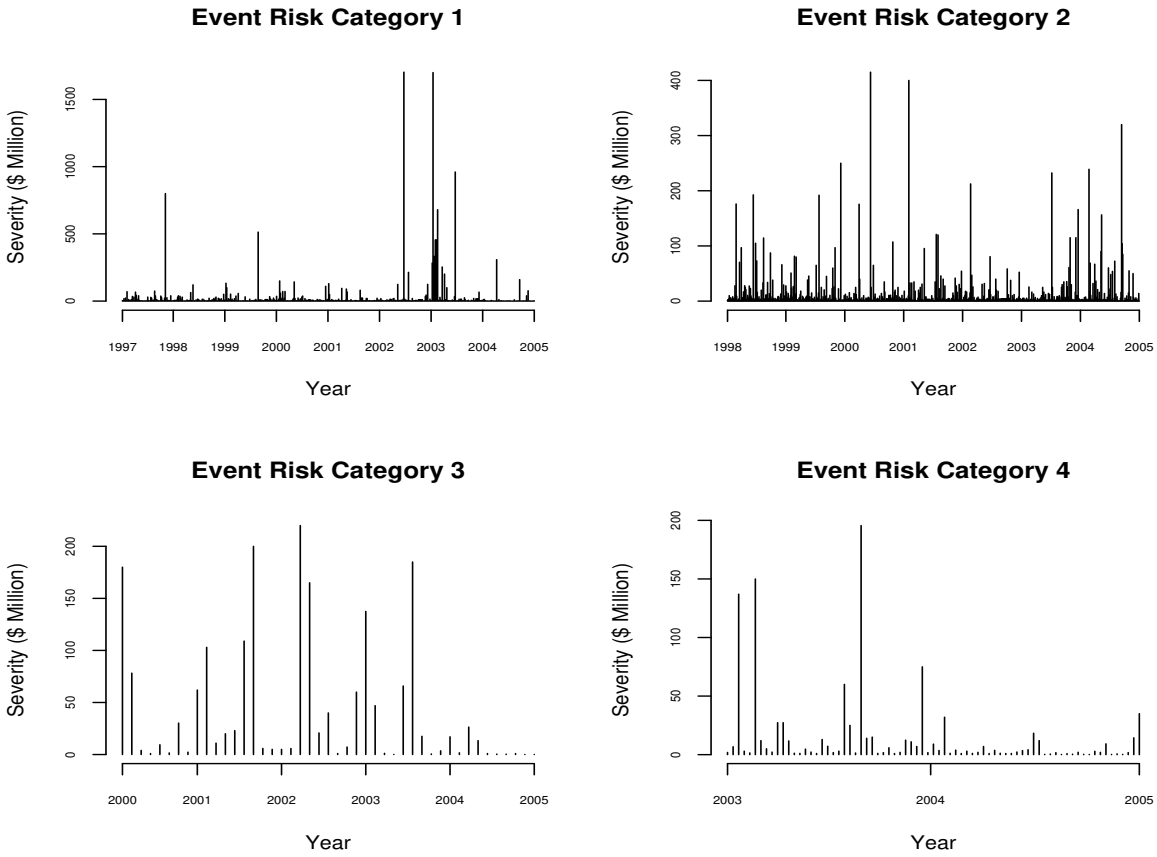 Event Risk Category 1
Severity ($ Million)
0 500 1000 1500
1997 1998 1999 2000 2001 2002 2003 2004 2005
Year
Event Risk Category 2
Severity ($ Million)
0 100 200 300 400
1998 1999 2000 2001 2002 2003 2004 2005
Year
Event Risk Category 3
Severity ($ Million)
0 50 100 150 200
2000 2001 2002 2003 2004 2005
Year
Event Risk Category 4
Severity ($ Million)
0 50 100 150 200
2003 2004 2005
Year